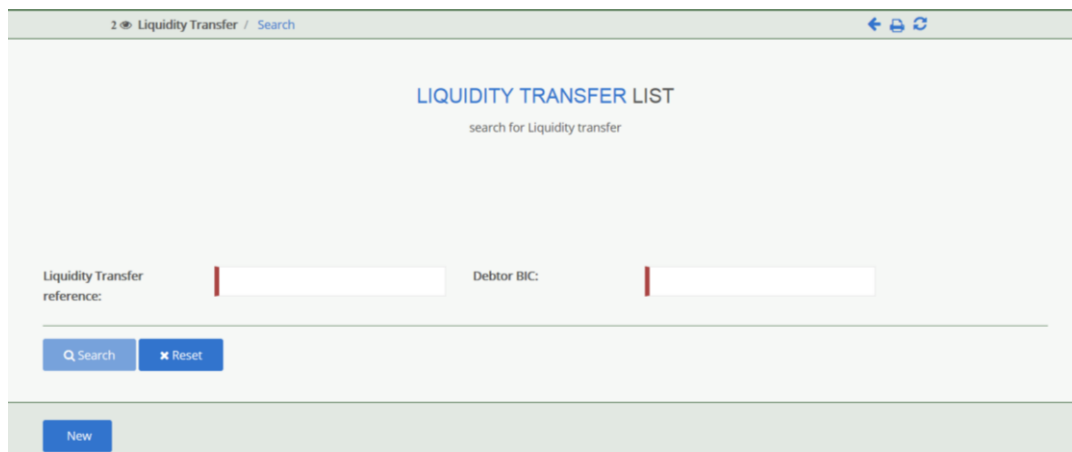 2 Liquidity Transfer / Search
LIQUIDITY TRANSFER LIST
search for Liquidity transfer
Liquidity Transfer
reference:
Debtor BIC:
Search
Reset
New